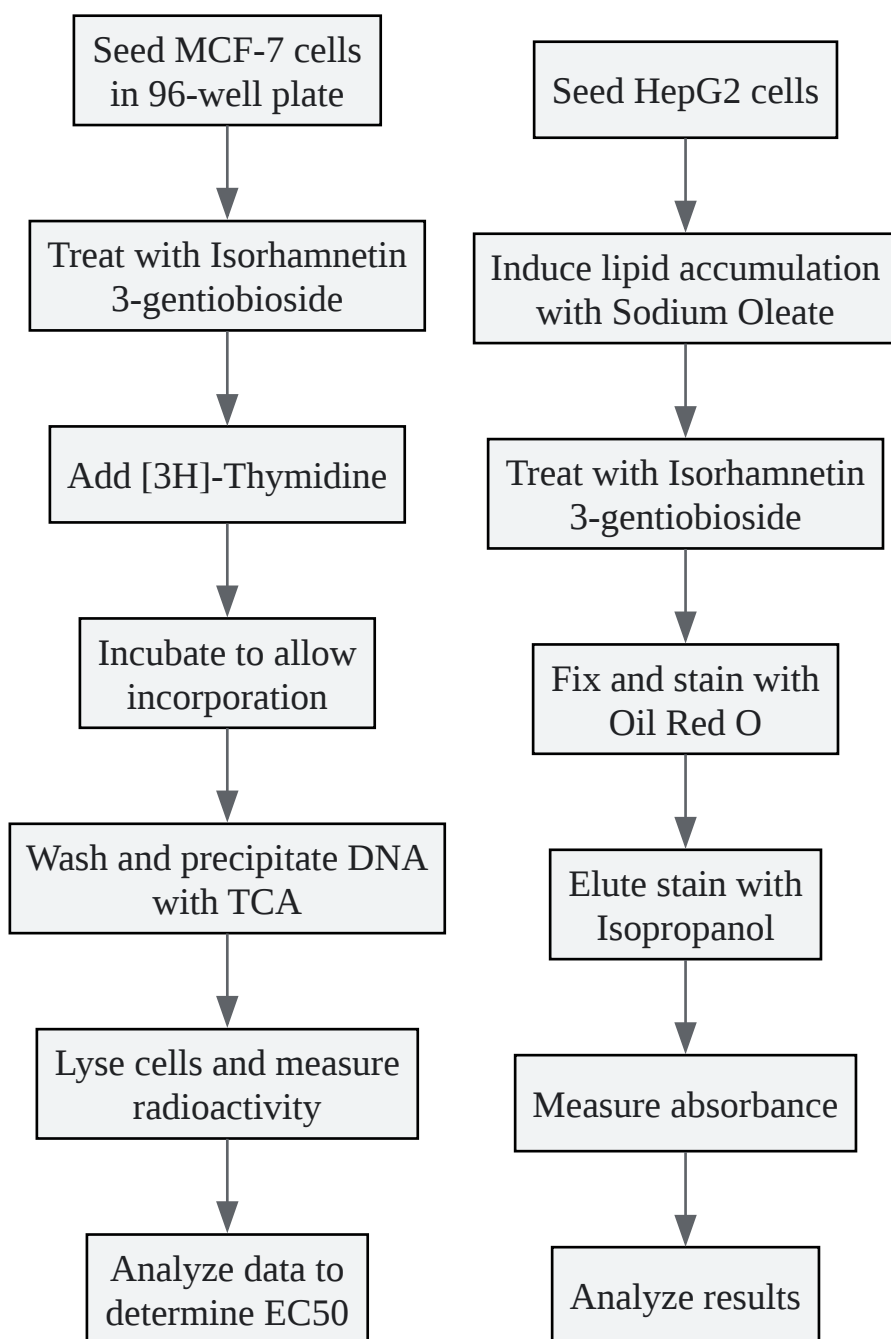 Seed MCF-7 cells
in 96-well plate
Treat with Isorhamnetin
3-gentiobioside
Add [3H]-Thymidine
Incubate to allow
incorporation
Wash and precipitate DNA
with TCA
Lyse cells and measure
radioactivity
Analyze data to
determine EC50
Seed HepG2 cells
Induce lipid accumulation
with Sodium Oleate
Treat with Isorhamnetin
3-gentiobioside
Fix and stain with
Oil Red O
Elute stain with
Isopropanol
Measure absorbance
Analyze results